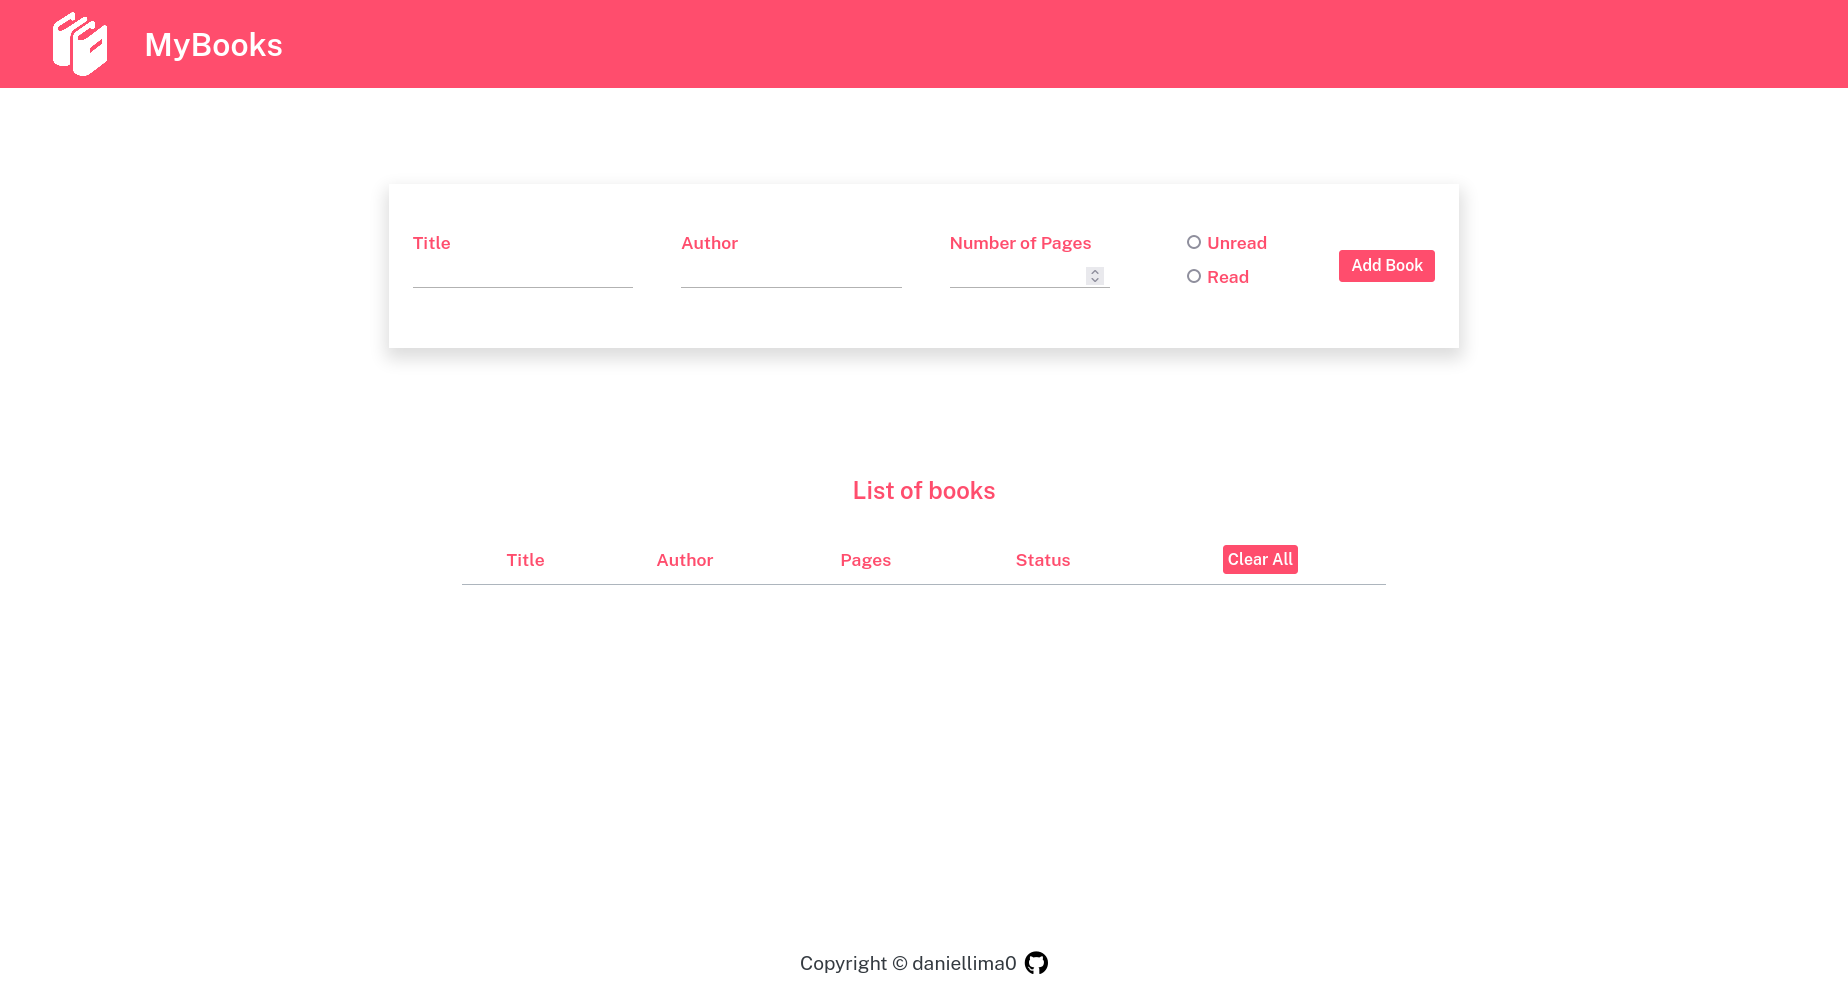 MyBooks
Title
Author
Number of Pages
Unread
Read
Add Book
List of books
Title Author Pages Status Clear All
Copyright © daniellima0